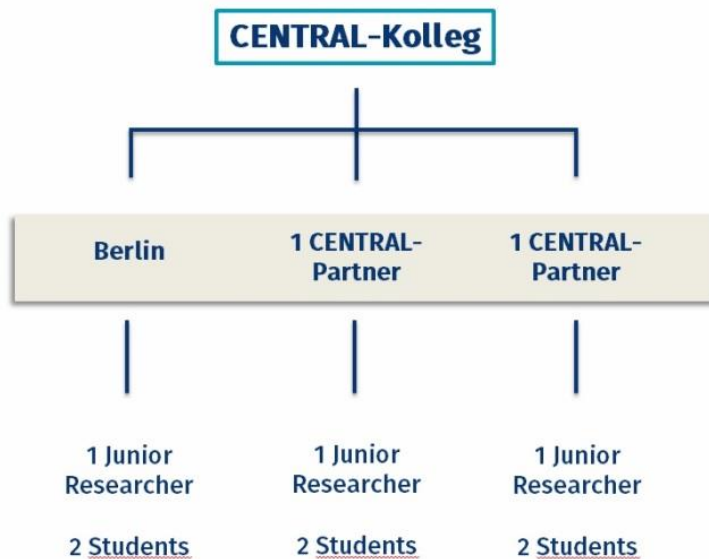 CENTRAL-Kolleg
Berlin
1 CENTRAL-
Partner
1 CENTRAL-
Partner
1 Junior
Researcher
2 Students
1 Junior
Researcher
2 Students
1 Junior
Researcher
2 Students